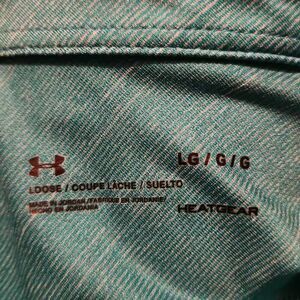 LG / G / G
LOOSE / COUPE LÂCHE / SUELTO
MADE IN JORDAN / FABRIQUÉ EN JORDANIE/
HECHO EN JORDANIA
HEATGEAR